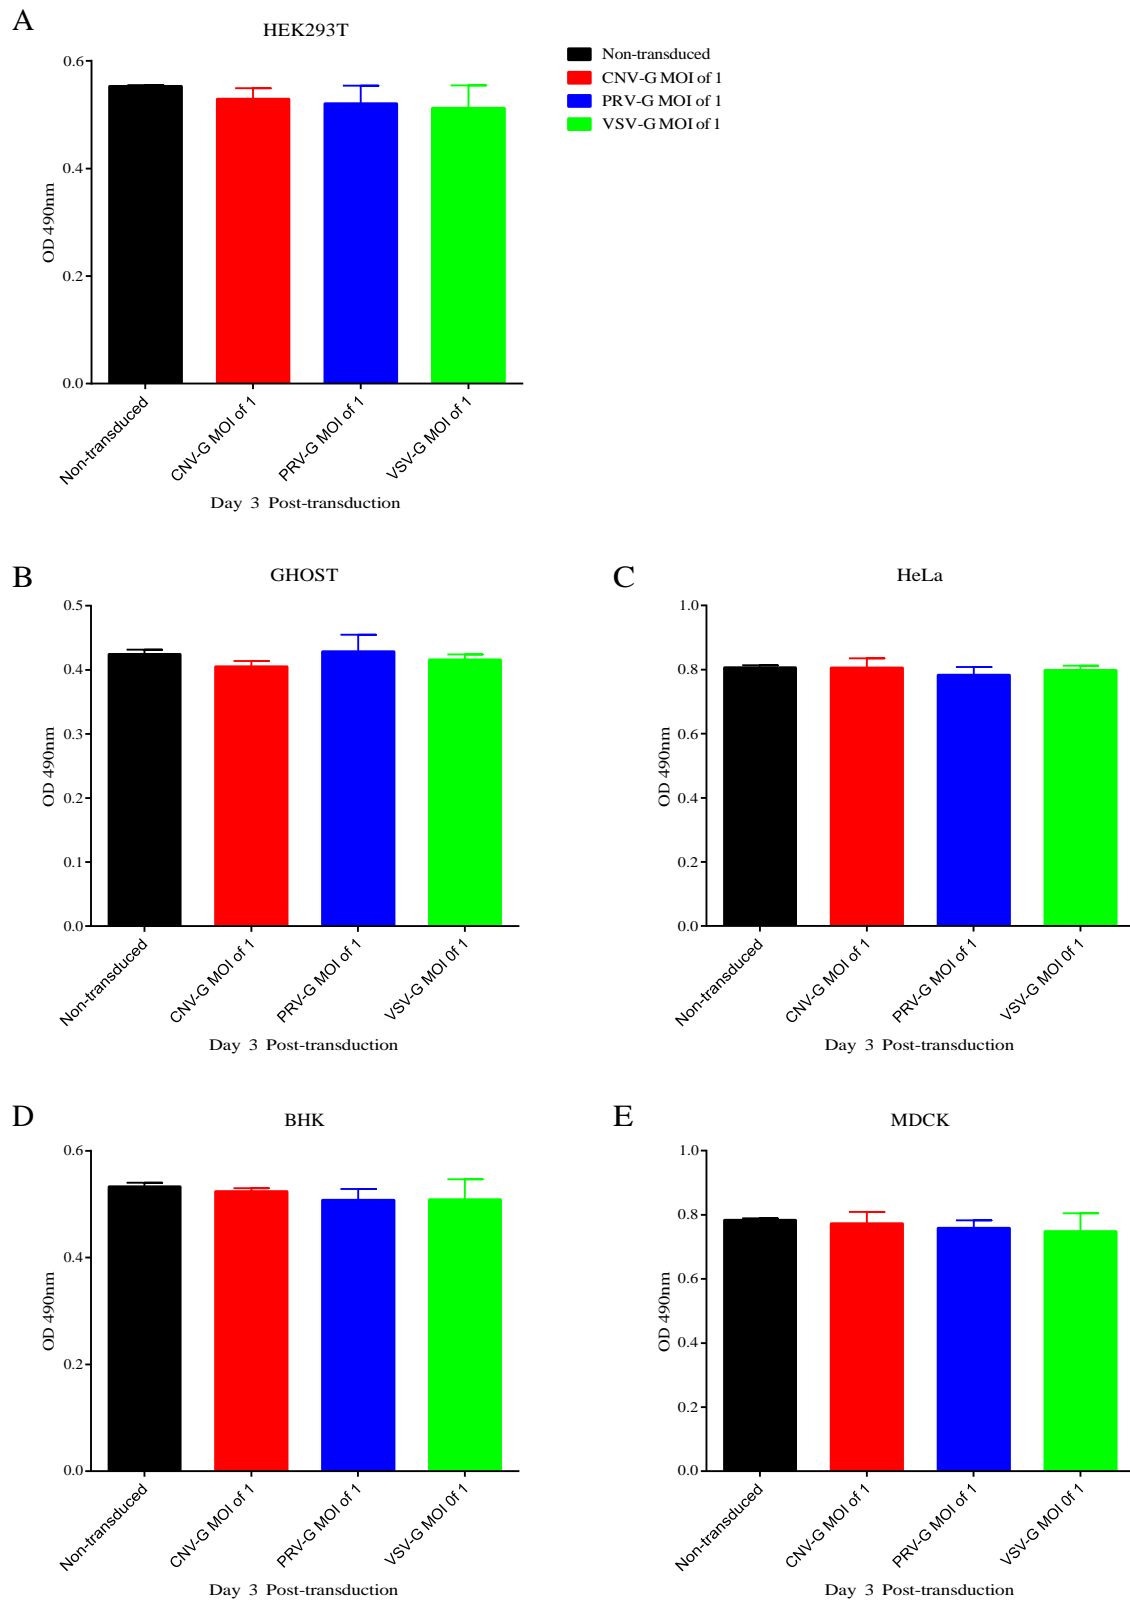 A
HEK293T
Non-transduced
CNV-G MOI of 1
PRV-G MOI of 1
VSV-G MOI of 1
0.6
0.4
0.2
0.0
OD 490nm
Non-transduced
CNV-G MOI of 1
PRV-G MOI of 1
VSV-G MOI of 1
Day 3 Post-transduction
B
GHOST
0.5
0.4
0.3
0.2
0.1
0.0
OD 490nm
Non-transduced
CNV-G MOI of 1
PRV-G MOI of 1
VSV-G MOI 0f 1
Day 3 Post-transduction
C
HeLa
1.0
0.8
0.6
0.4
0.2
0.0
OD 490nm
Non-transduced
CNV-G MOI of 1
PRV-G MOI of 1
VSV-G MOI 0f 1
Day 3 Post-transduction
D
BHK
0.6
0.4
0.2
0.0
OD 490nm
Non-transduced
CNV-G MOI of 1
PRV-G MOI of 1
VSV-G MOI 0f 1
Day 3 Post-transduction
E
MDCK
1.0
0.8
0.6
0.4
0.2
0.0
OD 490nm
Non-transduced
CNV-G MOI of 1
PRV-G MOI of 1
VSV-G MOI 0f 1
Day 3 Post-transduction